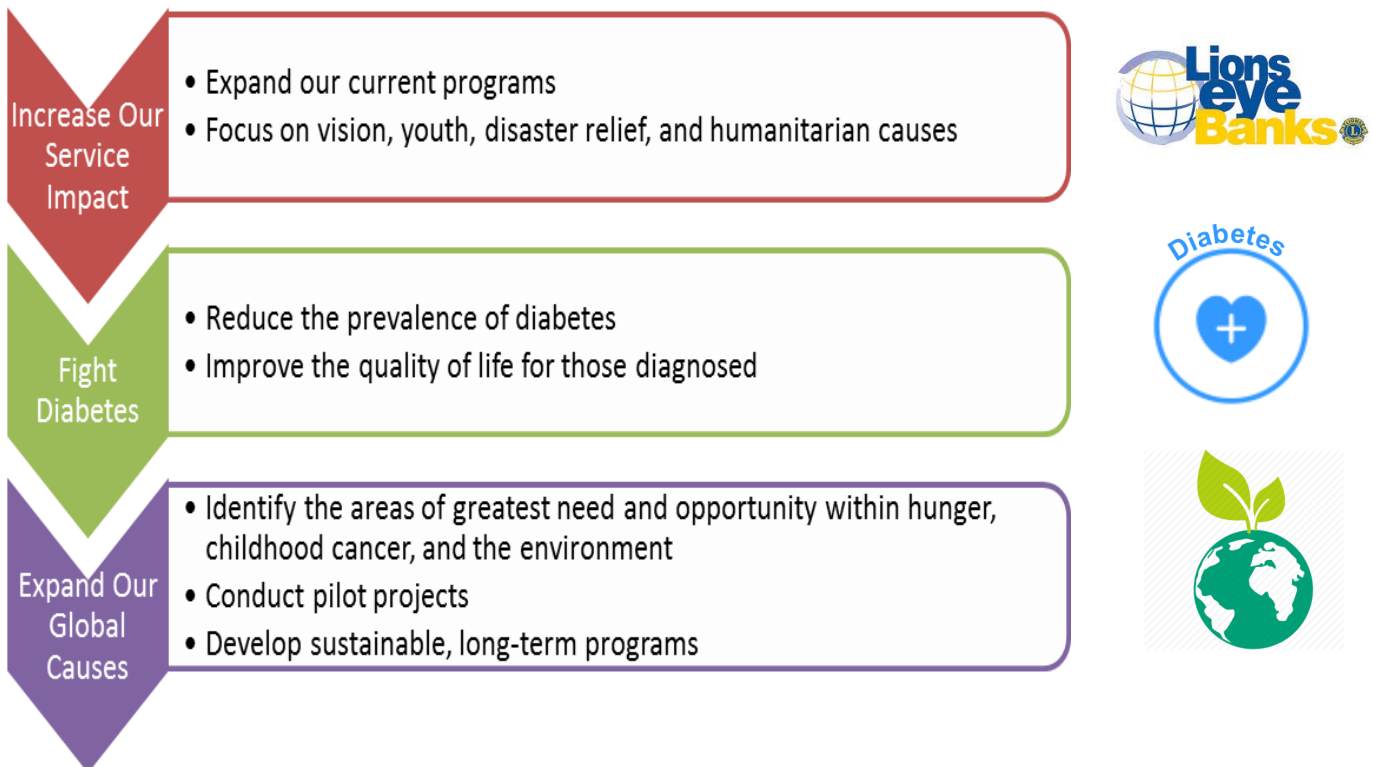 Increase Our
Service
Impact
• Expand our current programs
• Focus on vision, youth, disaster relief, and humanitarian causes
Lions
eye
Banks
Fight
Diabetes
• Reduce the prevalence of diabetes
• Improve the quality of life for those diagnosed
Diabetes
Expand Our
Global
Causes
• Identify the areas of greatest need and opportunity within hunger,
childhood cancer, and the environment
• Conduct pilot projects
• Develop sustainable, long-term programs